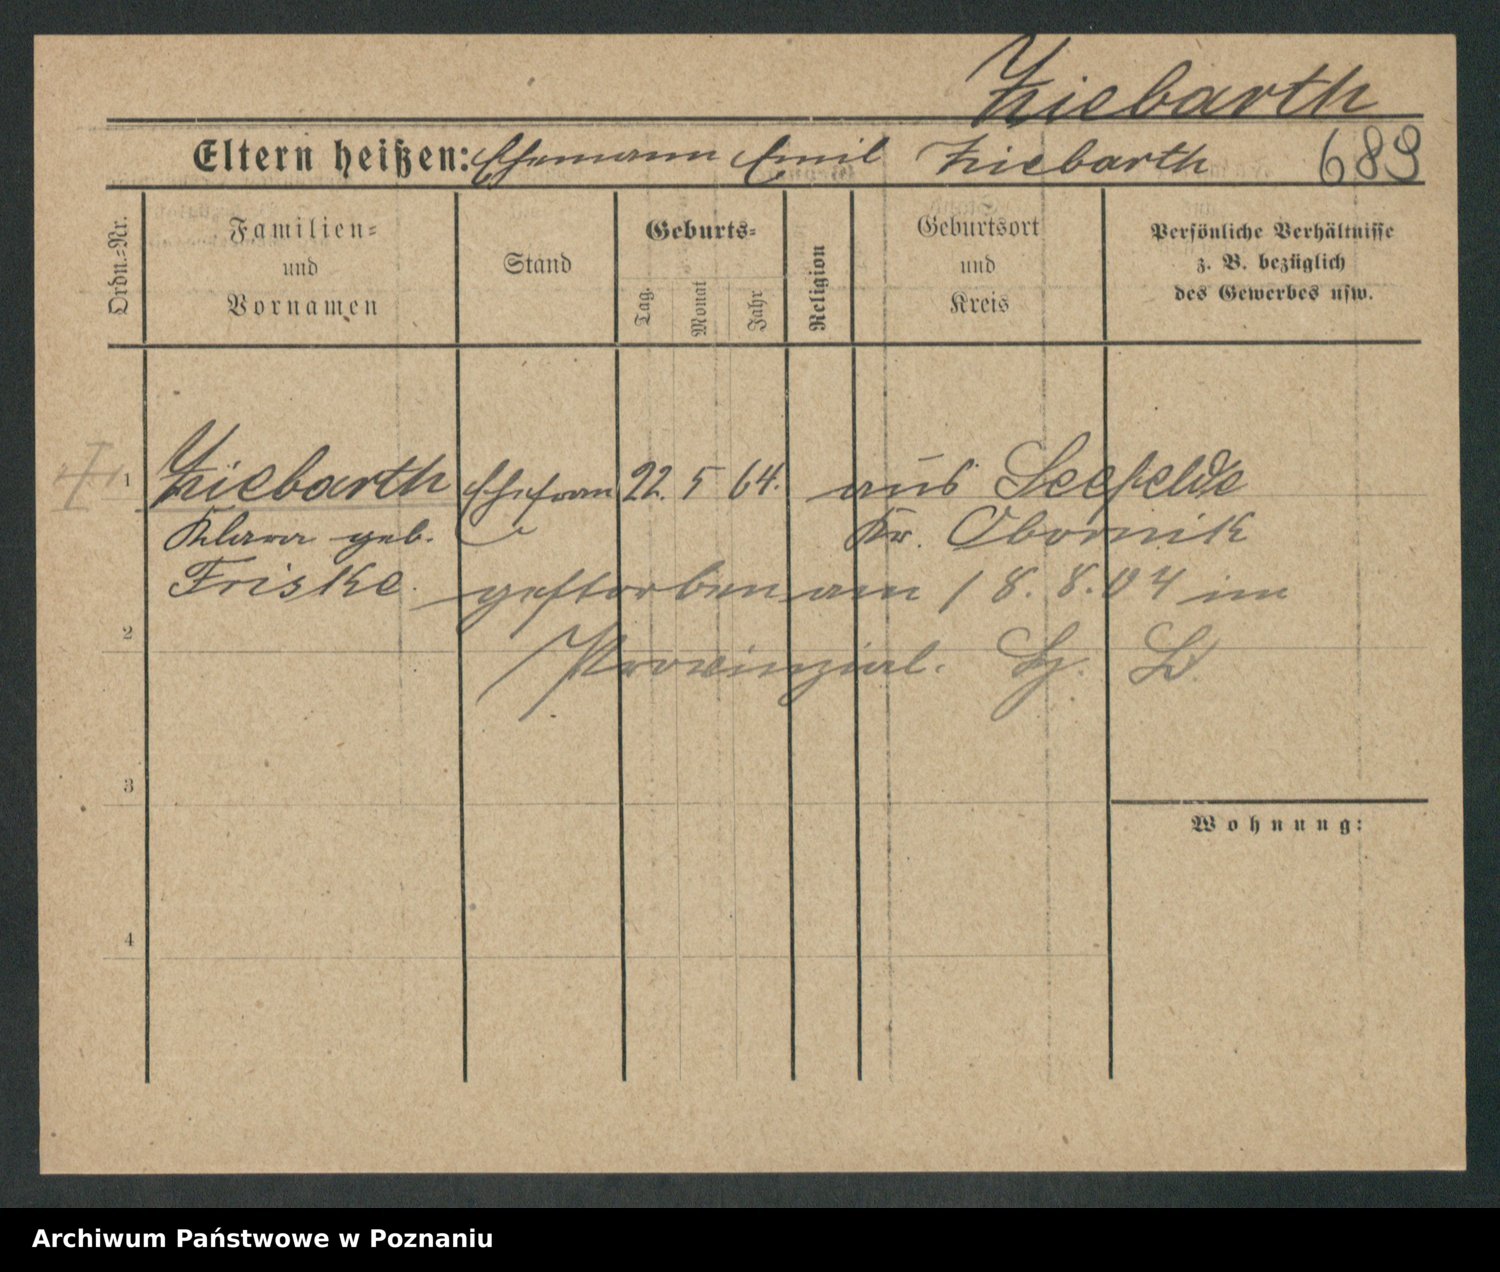 Ziebarth
Eltern heißen: Ehemann Emil Ziebarth 689
Ordn.-Nr.
Familien-
und
Vornamen
Stand
Geburts-
Tag.
Monat
Jahr
Religion
Geburtsort
und
Kreis
Persönliche Verhältnisse
z. B. bezüglich
des Gewerbes usw.
1 Ziebarth Ehefrau 22. 5 64. aus Seefelde
Klara geb. Kr. Obornik
Friske. gestorben am 18.8.04 im
2
Provinzial.
3
Wohnung:
4
Archiwum Państwowe w Poznaniu